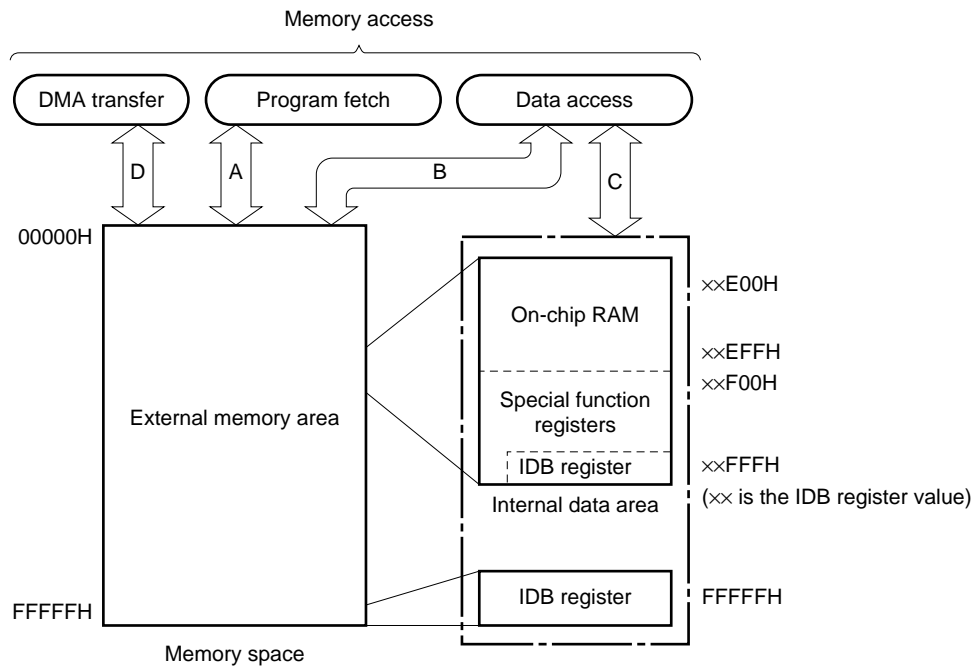 Memory access
DMA transfer
Program fetch
Data access
D
A
B
C
00000H
××E00H
On-chip RAM
××EFFH
××F00H
External memory area
Special function
registers
IDB register
××FFFH
(×× is the IDB register value)
Internal data area
IDB register
FFFFFH
FFFFFH
Memory space